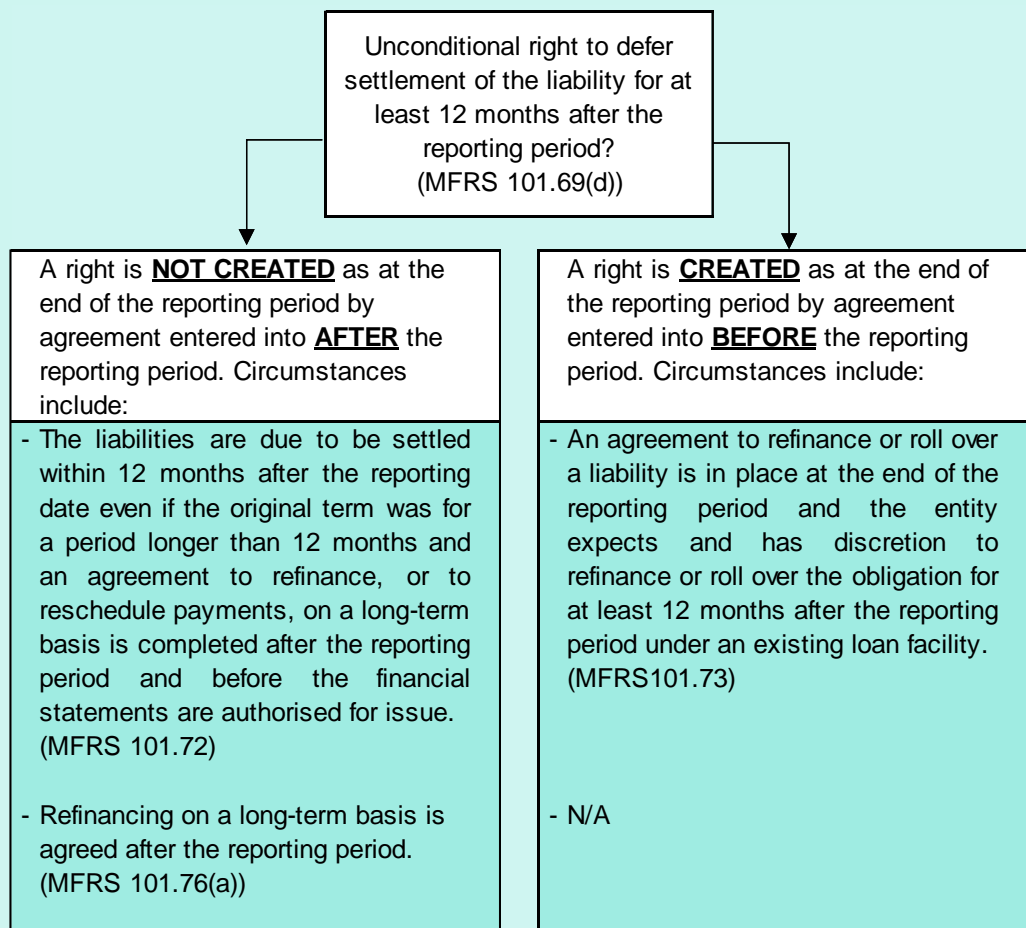 Unconditional right to defer
settlement of the liability for at
least 12 months after the
reporting period?
(MFRS 101.69(d))
A right is NOT CREATED as at the
end of the reporting period by
agreement entered into AFTER the
reporting period. Circumstances
include:
- The liabilities are due to be settled
within 12 months after the reporting
date even if the original term was for
a period longer than 12 months and
an agreement to refinance, or to
reschedule payments, on a long-term
basis is completed after the reporting
period and before the financial
statements are authorised for issue.
(MFRS 101.72)
- Refinancing on a long-term basis is
agreed after the reporting period.
(MFRS 101.76(a))
A right is CREATED as at the end of
the reporting period by agreement
entered into BEFORE the reporting
period. Circumstances include:
- An agreement to refinance or roll over
a liability is in place at the end of the
reporting period and the entity
expects and has discretion to
refinance or roll over the obligation for
at least 12 months after the reporting
period under an existing loan facility.
(MFRS101.73)
- N/A